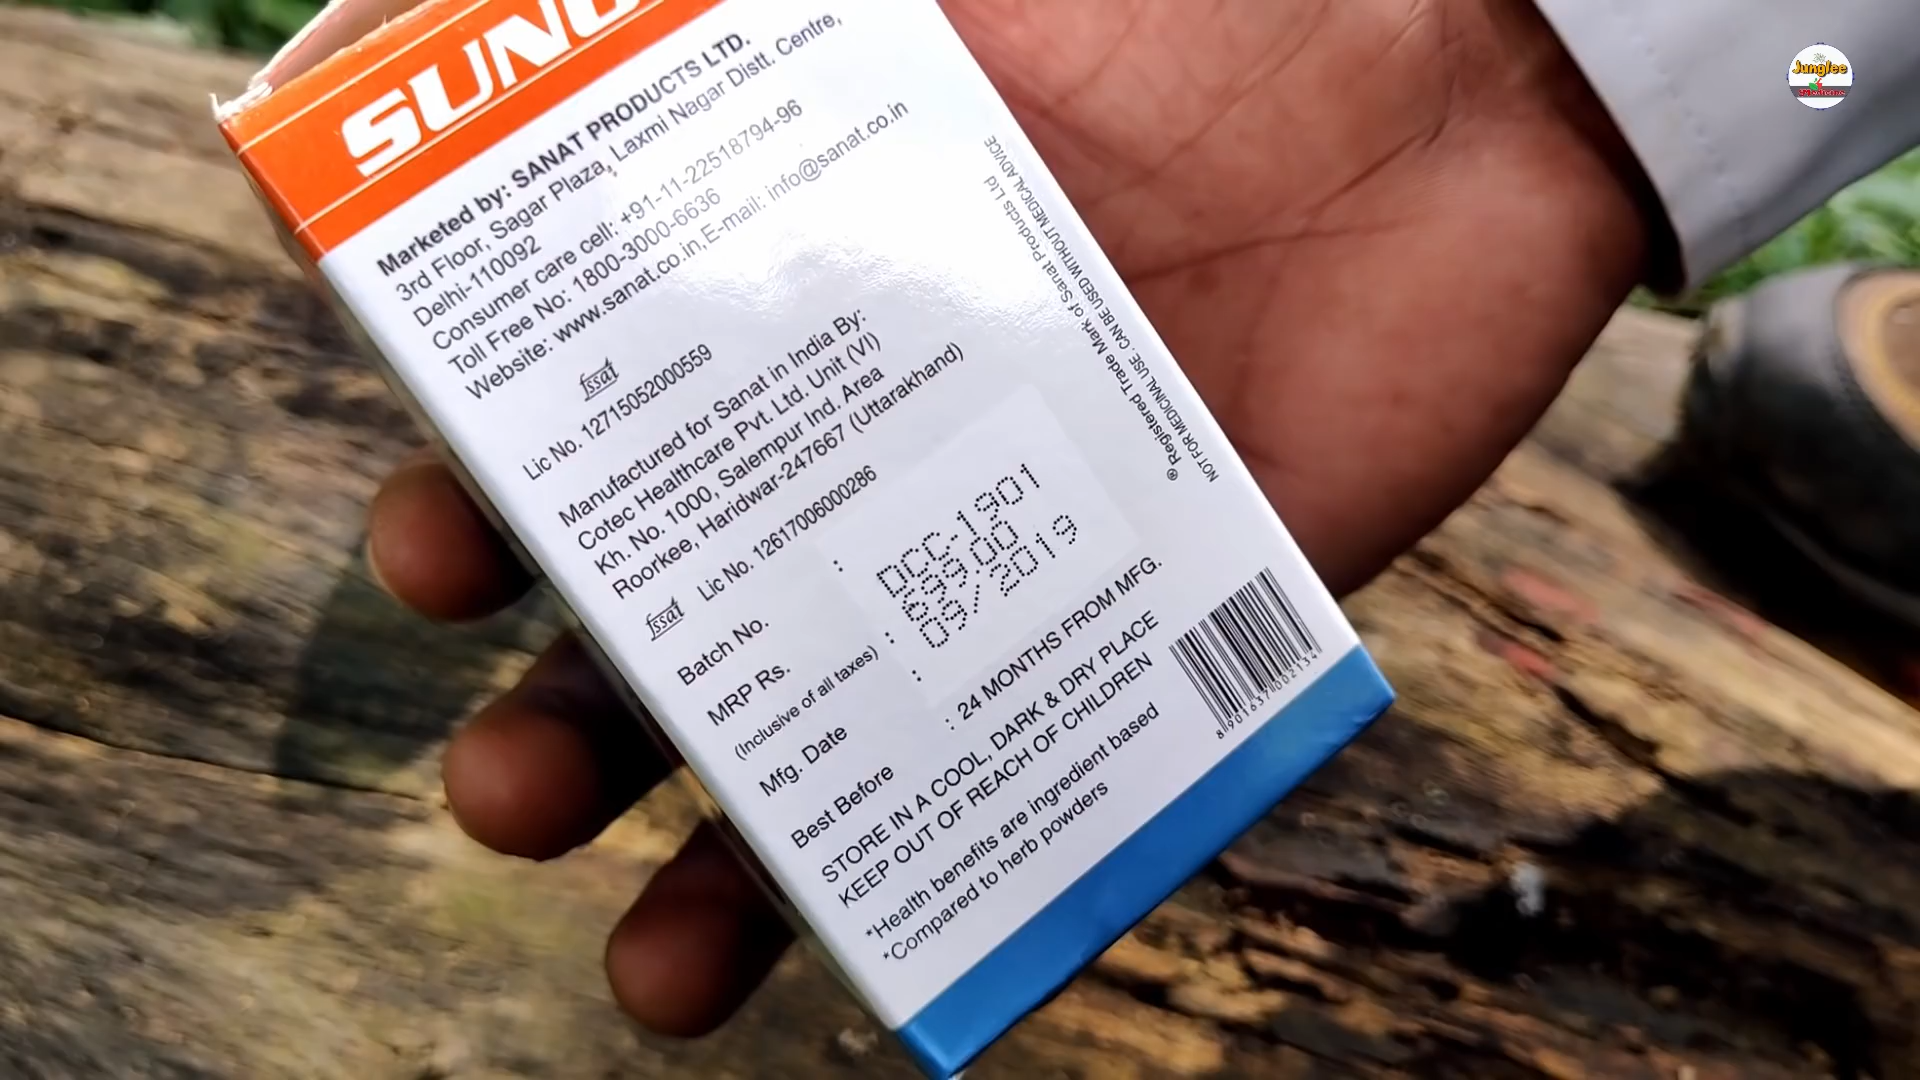 SUNO
Marketed by: SANAT PRODUCTS LTD.
3rd Floor, Sagar Plaza, Laxmi Nagar Distt. Centre,
Delhi-110092
Consumer care cell: +91-11-22518794-96
Toll Free No: 1800-3000-6636
Website: www.sanat.co.in, E-mail: info@sanat.co.in
fssai
Lic No. 12715052000559
Manufactured for Sanat in India By:
Cotec Healthcare Pvt. Ltd. Unit (VI)
Kh. No. 1000, Salempur Ind. Area
Roorkee, Haridwar-247667 (Uttarakhand)
fssai Lic No. 12617006000286
Batch No. : DCC-1901
MRP Rs. : 699.00
(Inclusive of all taxes)
Mfg. Date : 09/2019
Best Before : 24 MONTHS FROM MFG.
STORE IN A COOL, DARK & DRY PLACE
KEEP OUT OF REACH OF CHILDREN
*Health benefits are ingredient based
*Compared to herb powders
® Registered Trade Mark of Sanat Products Ltd
NOT FOR MEDICINAL USE. CAN BE USED WITHOUT MEDICAL ADVICE
8 901637 002134
Junglee
Medicine